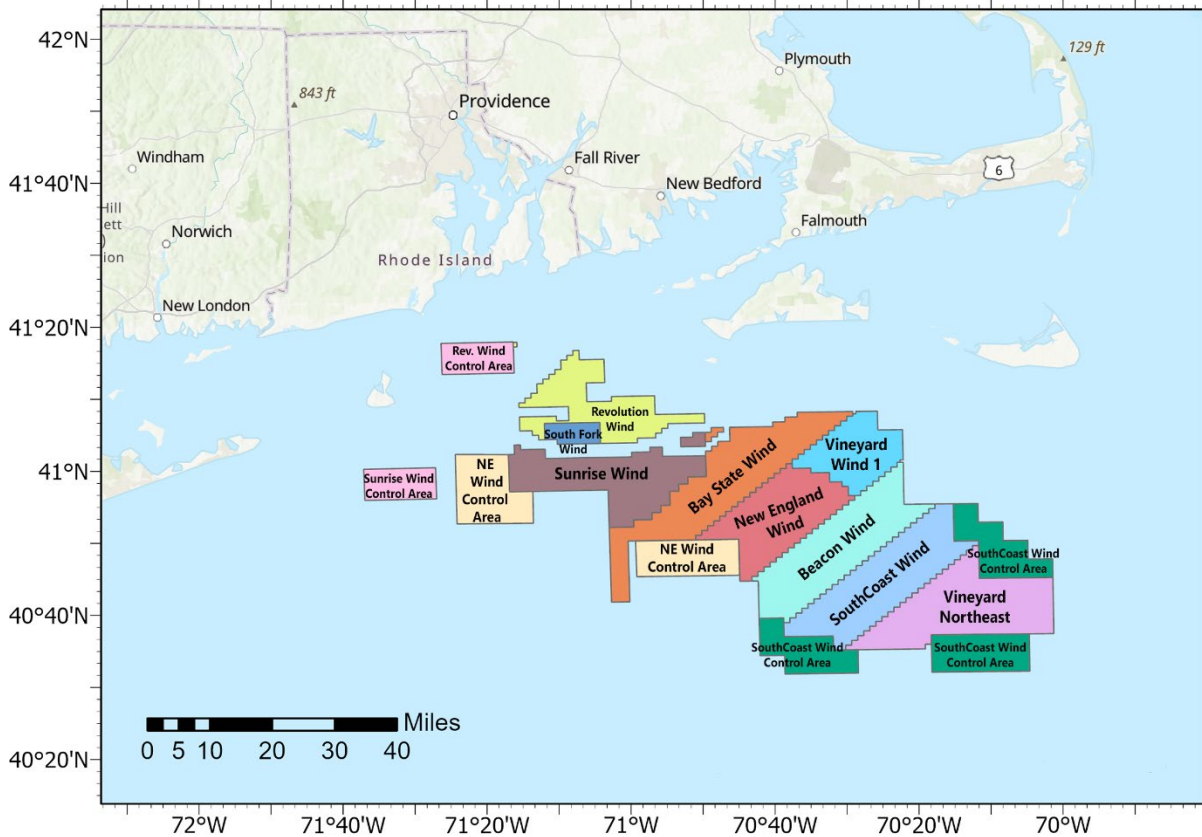 42°N
41°40'N
41°20'N
41°N
40°40'N
40°20'N
129 ft
Plymouth
843 ft
Providence
Windham
Fall River
6
New Bedford
Hill
ett
ion
Norwich
Falmouth
Rhode Island
New London
Rev. Wind
Control Area
Revolution
Wind
South Fork
Wind
Vineyard
Wind 1
Sunrise Wind
Control Area
NE
Wind
Control
Area
Sunrise Wind
Bay State Wind
New England
Wind
Beacon Wind
NE Wind
Control Area
SouthCoast Wind
SouthCoast Wind
Control Area
Vineyard
Northeast
SouthCoast Wind
Control Area
SouthCoast Wind
Control Area
Miles
0 5 10 20 30 40
72°W 71°40'W 71°20'W 71°W 70°40'W 70°20'W 70°W